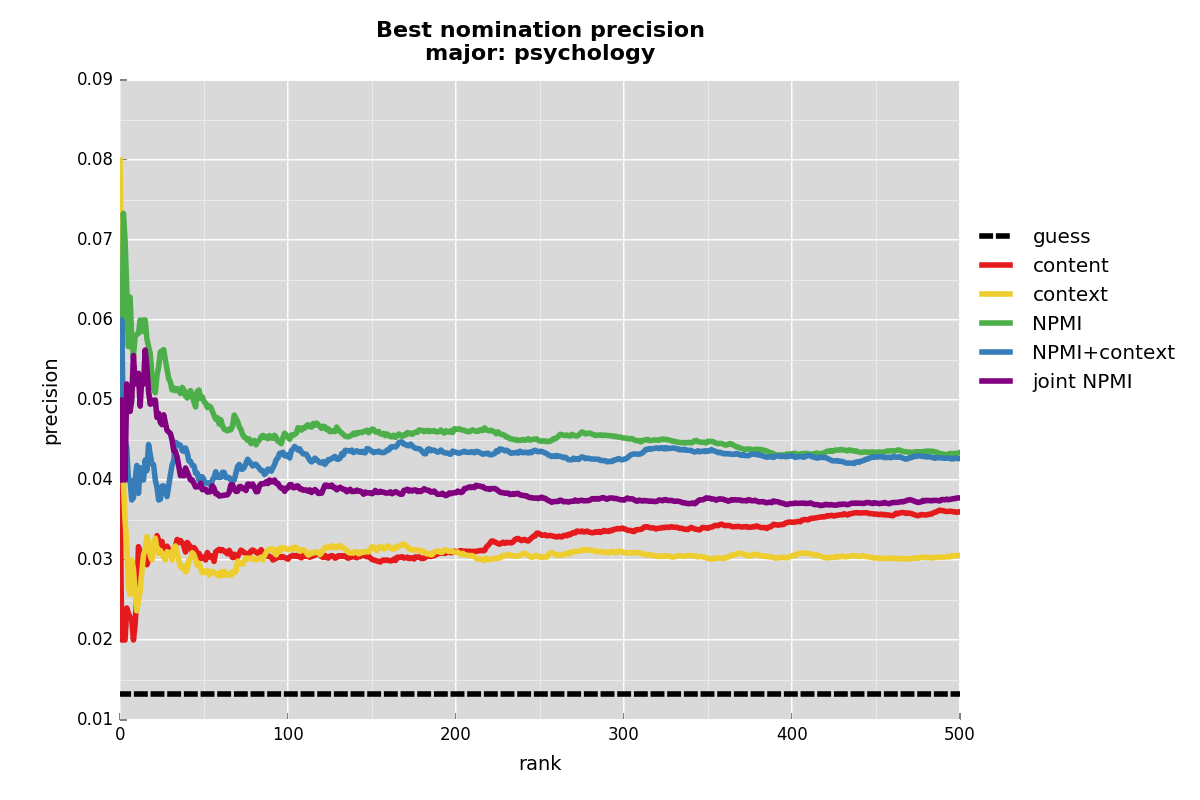 Best nomination precision
major: psychology
precision
0.09
0.08
0.07
0.06
0.05
0.04
0.03
0.02
0.01
0
100
200
300
400
500
rank
guess
content
context
NPMI
NPMI+context
joint NPMI